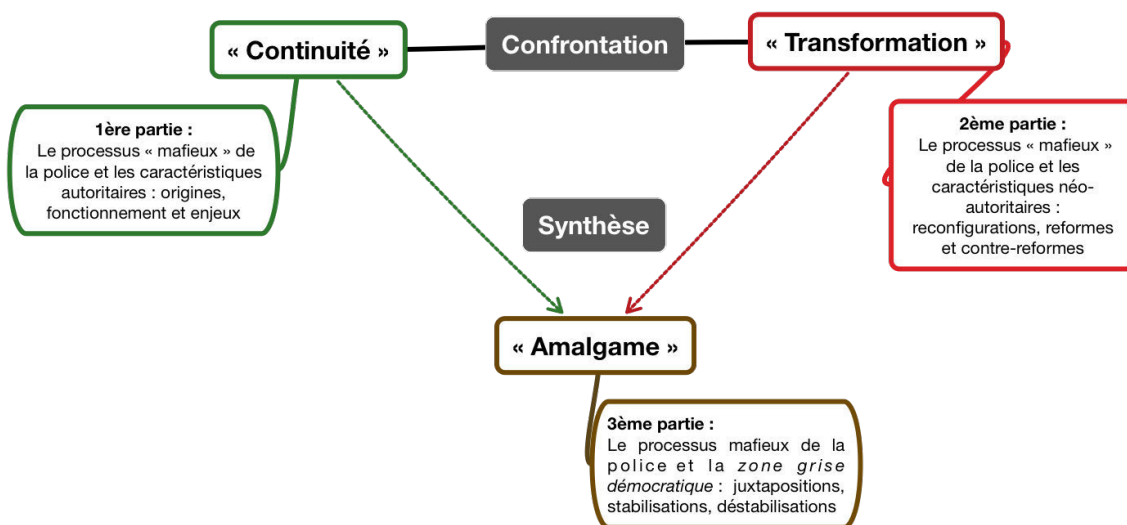 « Continuité »
Confrontation
« Transformation »
1ère partie :
Le processus « mafieux » de
la police et les caractéristiques
autoritaires : origines,
fonctionnement et enjeux
2ème partie :
Le processus « mafieux »
de la police et les
caractéristiques néo-
autoritaires :
reconfigurations, reformes
et contre-reformes
Synthèse
« Amalgame »
3ème partie :
Le processus mafieux de la
police et la zone grise
démocratique : juxtapositions,
stabilisations, déstabilisations